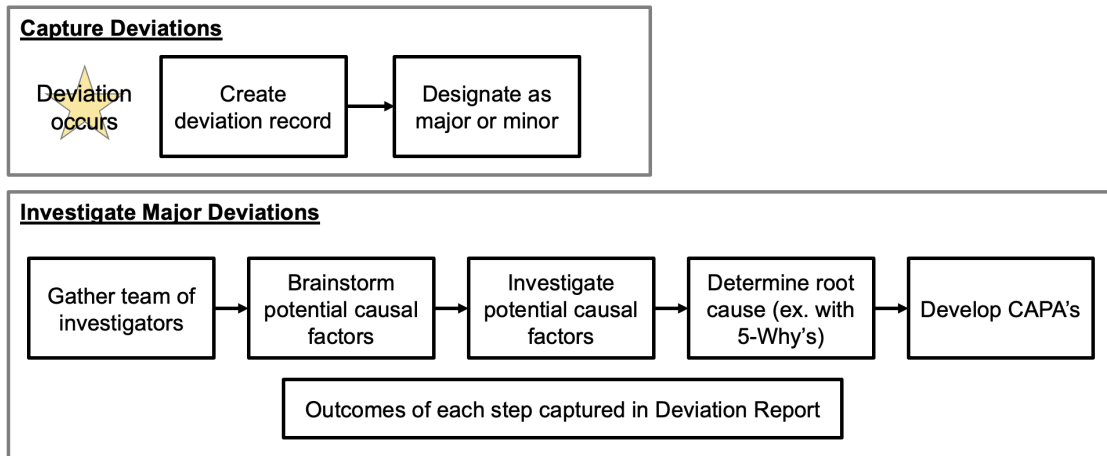 Capture Deviations
Deviation
occurs
Create
deviation record
Designate as
major or minor
Investigate Major Deviations
Gather team of
investigators
Brainstorm
potential causal
factors
Investigate
potential causal
factors
Determine root
cause (ex. with
5-Why's)
Develop CAPA's
Outcomes of each step captured in Deviation Report